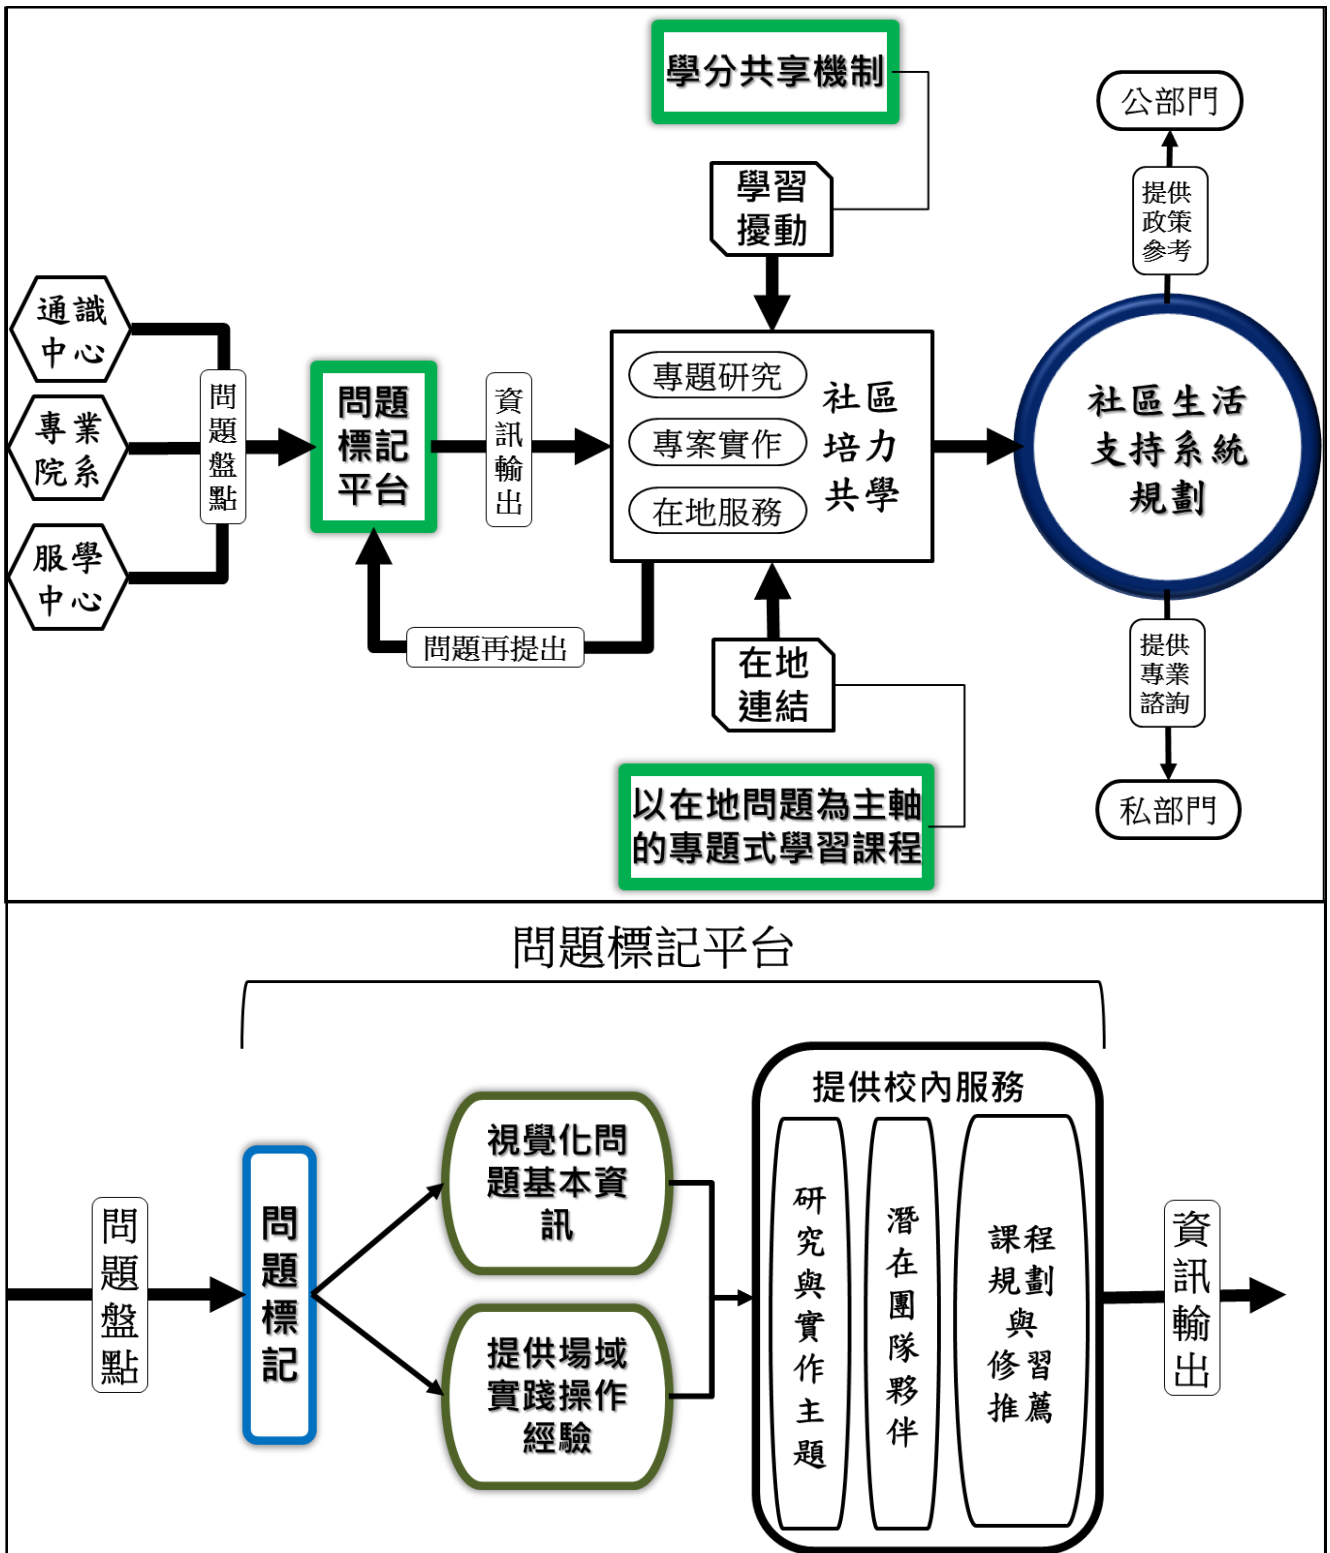 學分共享機制
公部門
學習
擾動
提供
政策
參考
通識
中心
專業
院系
服學
中心
問題盤點
問題
標記
平台
資訊輸出
專題研究
專案實作
在地服務
社區
培力
共學
社區生活
支持系統
規劃
問題再提出
在地
連結
提供
專業
諮詢
私部門
以在地問題為主軸
的專題式學習課程
問題標記平台
問題盤點
問題標記
視覺化問
題基本資
訊
提供場域
實踐操作
經驗
提供校內服務
研究與實作主題
潛在團隊夥伴
課程
規劃
與
修習
推薦
資訊輸出